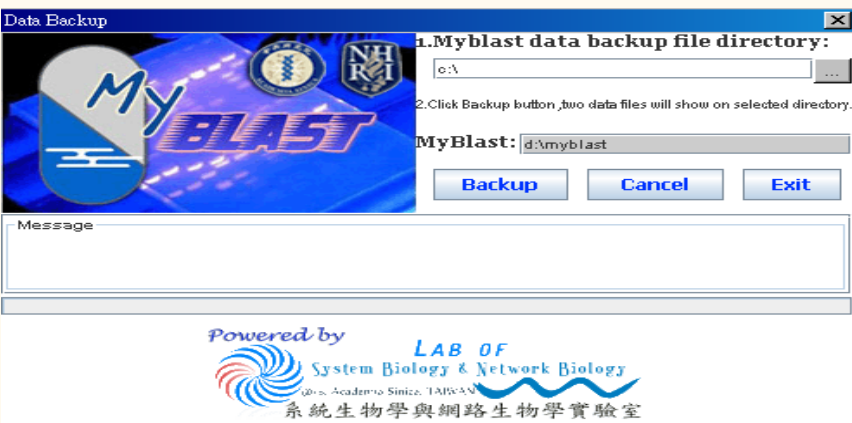 Data Backup
My
BLAST
NH
RI
1.Myblast data backup file directory:
c:\
...
2.Click Backup button ,two data files will show on selected directory.
MyBlast: d:\myblast
Backup Cancel Exit
Message
Powered by
LAB OF
System Biology & Network Biology
Academia Sinica, TAIWAN
系統生物學與網路生物學實驗室